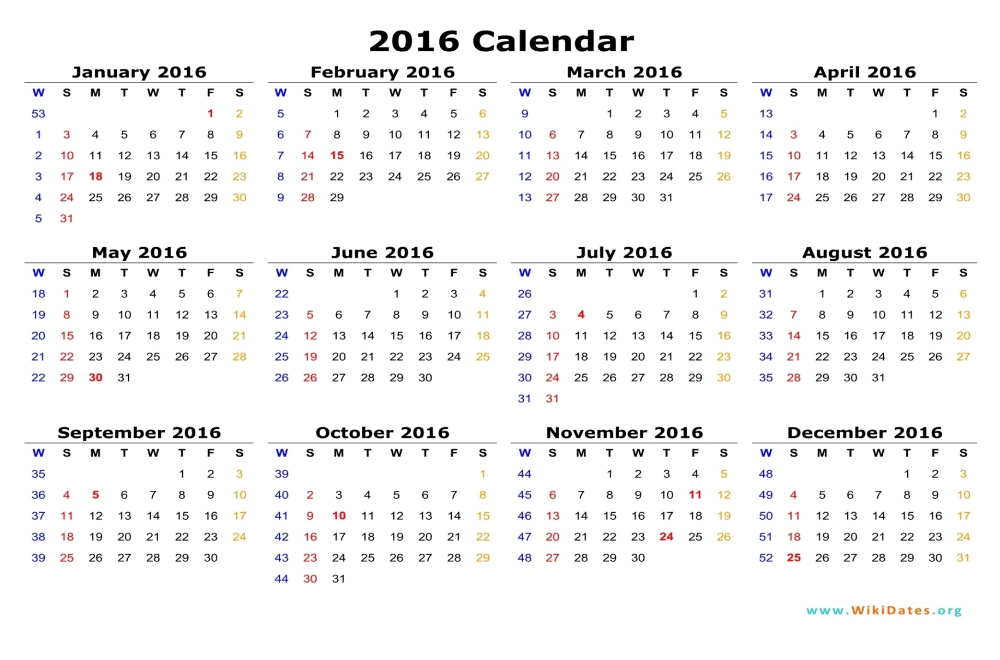 2016 Calendar
January 2016 February 2016 March 2016 April 2016
W S M T W T F S W S M T W T F S W S M T W T F S W S M T W T F S
53 1 2 5 1 2 3 4 5 6 9 1 2 3 4 5 13 1 2
1 3 4 5 6 7 8 9 6 7 8 9 10 11 12 13 10 6 7 8 9 10 11 12 14 3 4 5 6 7 8 9
2 10 11 12 13 14 15 16 7 14 15 16 17 18 19 20 11 13 14 15 16 17 18 19 15 10 11 12 13 14 15 16
3 17 18 19 20 21 22 23 8 21 22 23 24 25 26 27 12 20 21 22 23 24 25 26 16 17 18 19 20 21 22 23
4 24 25 26 27 28 29 30 9 28 29 13 27 28 29 30 31 17 24 25 26 27 28 29 30
5 31
May 2016 June 2016 July 2016 August 2016
W S M T W T F S W S M T W T F S W S M T W T F S W S M T W T F S
18 1 2 3 4 5 6 7 22 1 2 3 4 26 1 2 31 1 2 3 4 5 6
19 8 9 10 11 12 13 14 23 5 6 7 8 9 10 11 27 3 4 5 6 7 8 9 32 7 8 9 10 11 12 13
20 15 16 17 18 19 20 21 24 12 13 14 15 16 17 18 28 10 11 12 13 14 15 16 33 14 15 16 17 18 19 20
21 22 23 24 25 26 27 28 25 19 20 21 22 23 24 25 29 17 18 19 20 21 22 23 34 21 22 23 24 25 26 27
22 29 30 31 26 26 27 28 29 30 30 24 25 26 27 28 29 30 35 28 29 30 31
31 31
September 2016 October 2016 November 2016 December 2016
W S M T W T F S W S M T W T F S W S M T W T F S W S M T W T F S
35 1 2 3 39 1 44 1 2 3 4 5 48 1 2 3
36 4 5 6 7 8 9 10 40 2 3 4 5 6 7 8 45 6 7 8 9 10 11 12 49 4 5 6 7 8 9 10
37 11 12 13 14 15 16 17 41 9 10 11 12 13 14 15 46 13 14 15 16 17 18 19 50 11 12 13 14 15 16 17
38 18 19 20 21 22 23 24 42 16 17 18 19 20 21 22 47 20 21 22 23 24 25 26 51 18 19 20 21 22 23 24
39 25 26 27 28 29 30 43 23 24 25 26 27 28 29 48 27 28 29 30 52 25 26 27 28 29 30 31
44 30 31
www.WikiDates.org